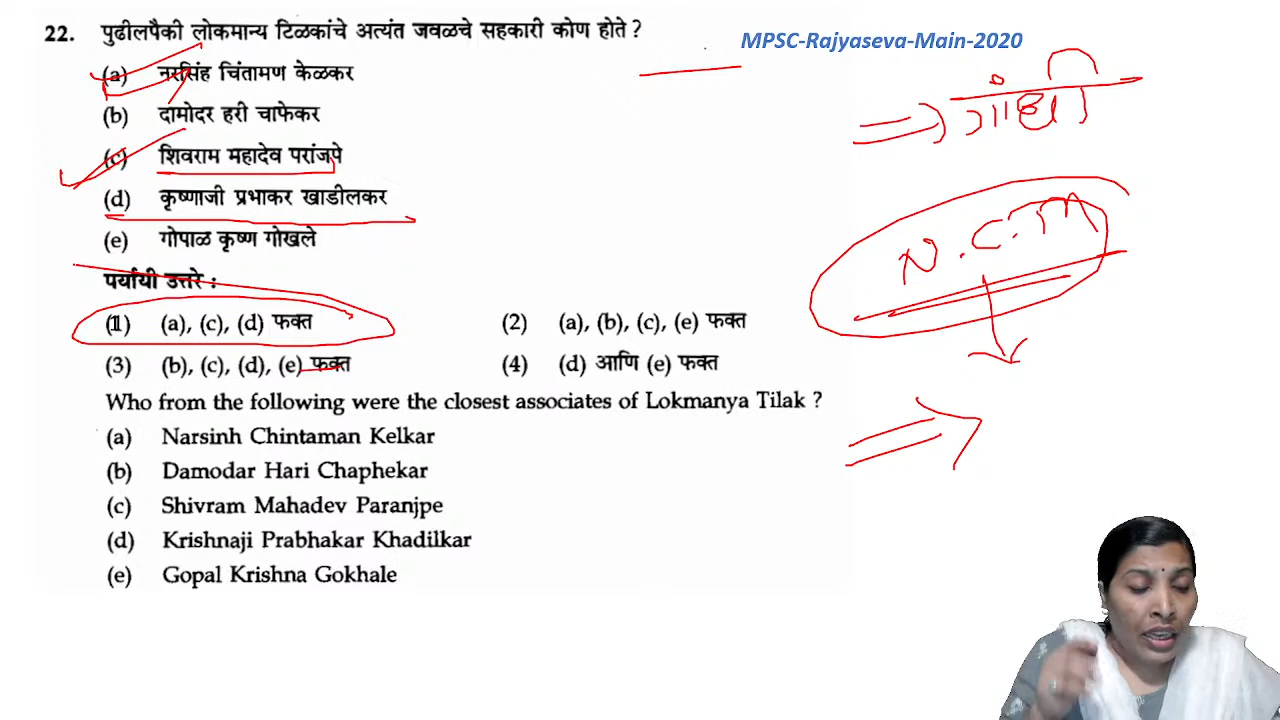 22. पुढीलपैकी लोकमान्य टिळकांचे अत्यंत जवळचे सहकारी कोण होते ?
MPSC-Rajyaseva-Main-2020
(a) नरसिंह चिंतामण केळकर
(b) दामोदर हरी चाफेकर
(c) शिवराम महादेव परांजपे
(d) कृष्णाजी प्रभाकर खाडीलकर
(e) गोपाळ कृष्ण गोखले
गांधी
N.C.
पर्यायी उत्तरे :
(1) (a), (c), (d) फक्त (2) (a), (b), (c), (e) फक्त
(3) (b), (c), (d), (e) फक्त (4) (d) आणि (e) फक्त
Who from the following were the closest associates of Lokmanya Tilak ?
(a) Narsinh Chintaman Kelkar
(b) Damodar Hari Chaphekar
(c) Shivram Mahadev Paranjpe
(d) Krishnaji Prabhakar Khadilkar
(e) Gopal Krishna Gokhale